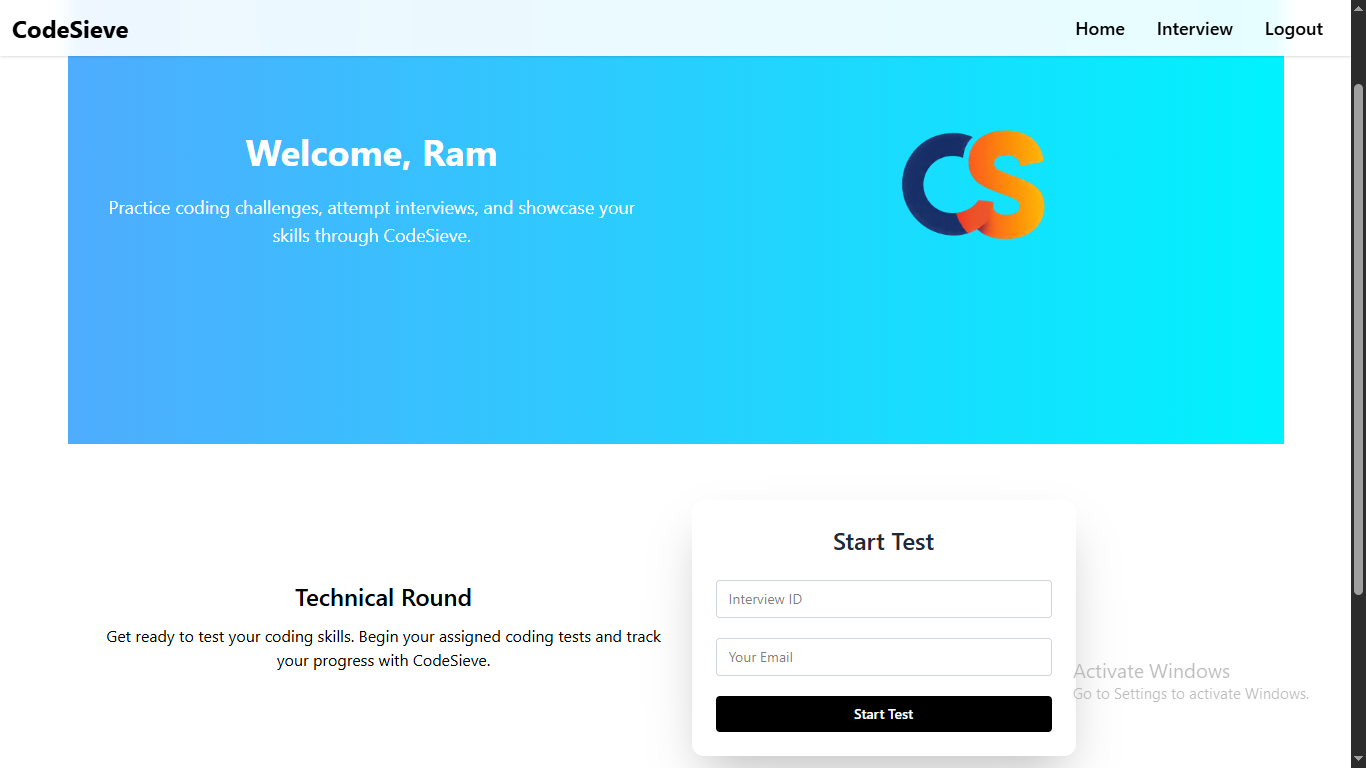 CodeSieve
Home Interview Logout
Welcome, Ram
Practice coding challenges, attempt interviews, and showcase your
skills through CodeSieve.
CS
Technical Round
Get ready to test your coding skills. Begin your assigned coding tests and track
your progress with CodeSieve.
Start Test
Interview ID
Your Email
Start Test
Activate Windows
Go to Settings to activate Windows.